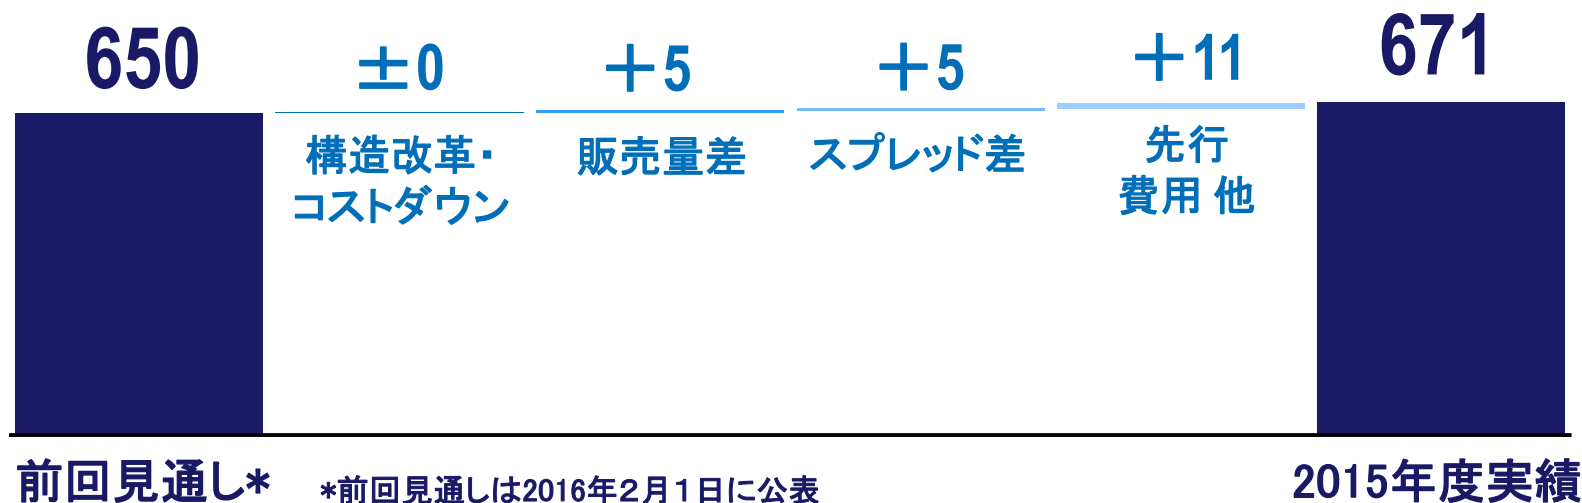 650
±0
＋5
＋5
＋11
671
構造改革・
コストダウン
販売量差
スプレッド差
先行
費用 他
前回見通し*
*前回見通しは2016年２月１日に公表
2015年度実績